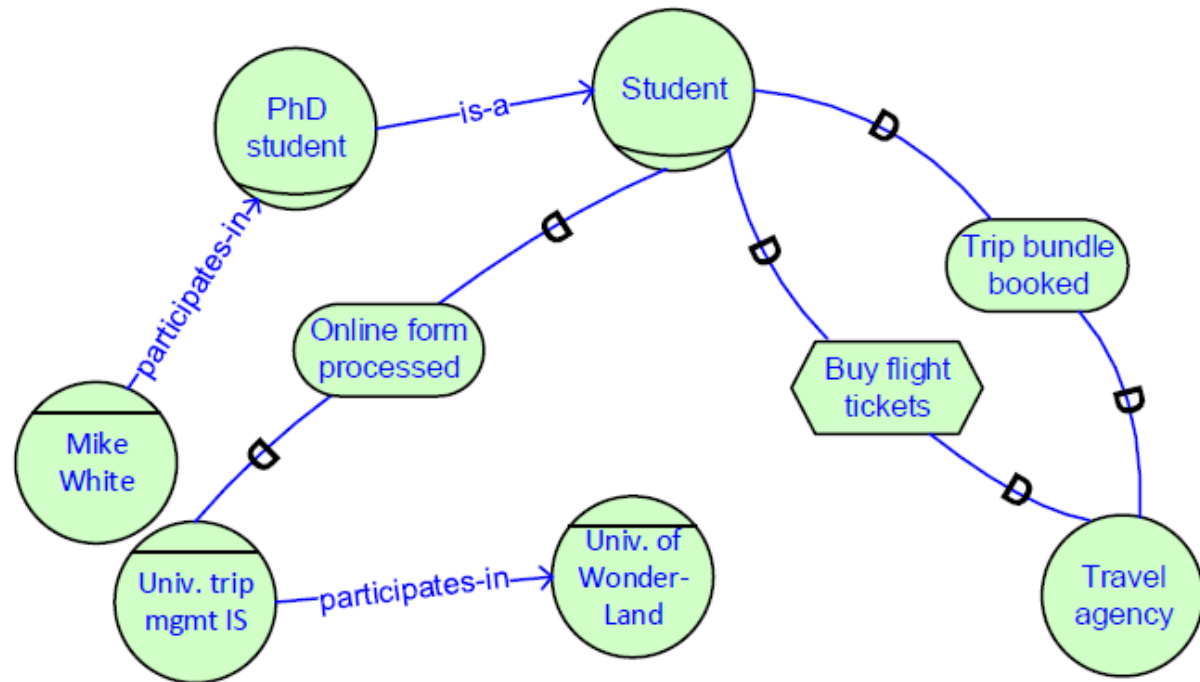 PhD
student
is-a
Student
D
D
participates-in
D
Trip bundle
booked
Online form
processed
Buy flight
tickets
D
Mike
White
D
D
Univ. trip
mgmt IS
participates-in
Univ. of
Wonder-
Land
Travel
agency